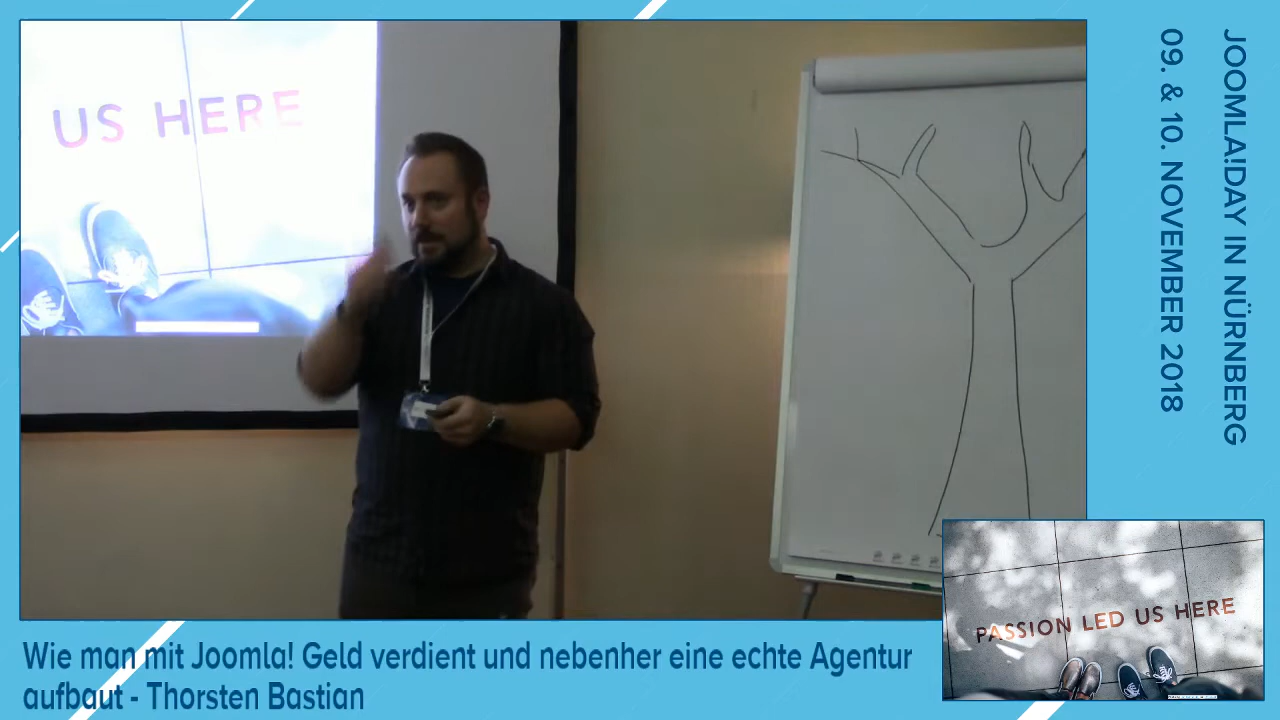 US HERE
JOOMLA!DAY IN NÜRNBERG
09. & 10. NOVEMBER 2018
PASSION LED US HERE
Wie man mit Joomla! Geld verdient und nebenher eine echte Agentur
aufbaut - Thorsten Bastian